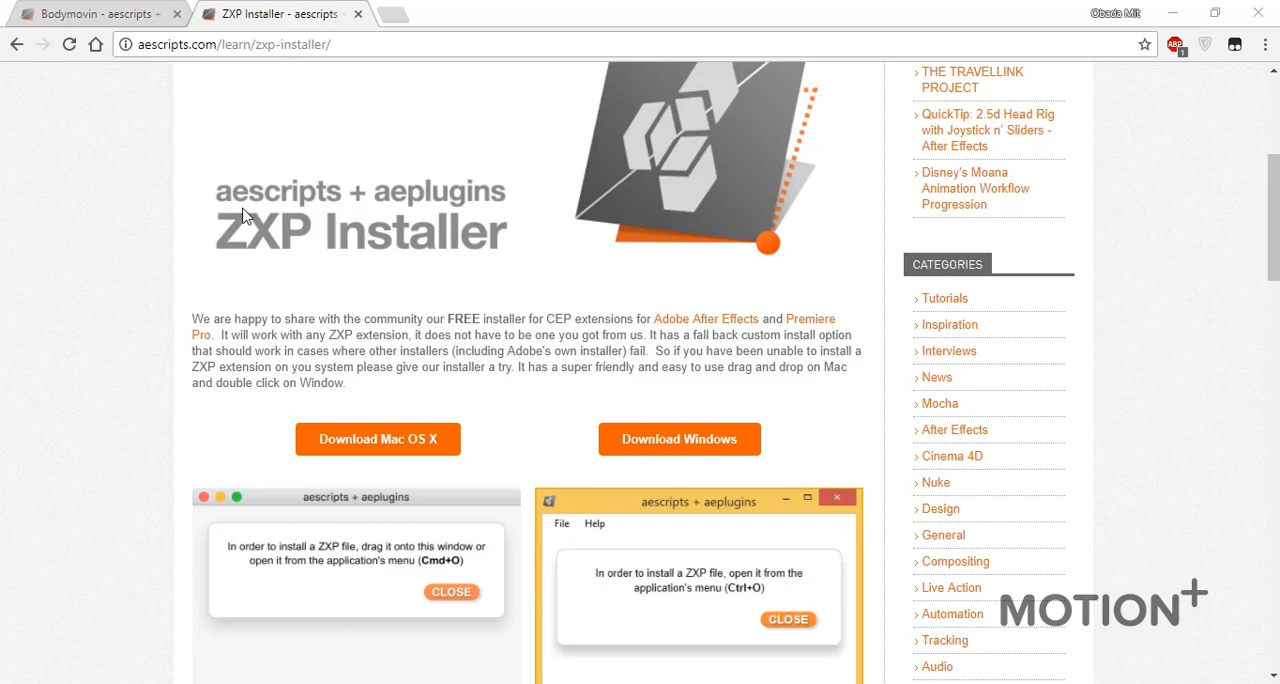 Bodymovin - aescripts +
ZXP Installer - aescripts +
Obada Mit
aescripts.com/learn/zxp-installer/
ABP
1
aescripts + aeplugins
ZXP Installer
We are happy to share with the community our FREE installer for CEP extensions for Adobe After Effects and Premiere
Pro. It will work with any ZXP extension, it does not have to be one you got from us. It has a fall back custom install option
that should work in cases where other installers (including Adobe's own installer) fail. So if you have been unable to install a
ZXP extension on you system please give our installer a try. It has a super friendly and easy to use drag and drop on Mac
and double click on Window.
Download Mac OS X
Download Windows
aescripts + aeplugins
In order to install a ZXP file, drag it onto this window or
open it from the application's menu (Cmd+O)
CLOSE
aescripts + aeplugins
File Help
In order to install a ZXP file, open it from the
application's menu (Ctrl+O)
CLOSE
THE TRAVELLINK
PROJECT
QuickTip: 2.5d Head Rig
with Joystick n' Sliders -
After Effects
Disney's Moana
Animation Workflow
Progression
CATEGORIES
Tutorials
Inspiration
Interviews
News
Mocha
After Effects
Cinema 4D
Nuke
Design
General
Compositing
Live Action
Automation
Tracking
Audio
MOTION+